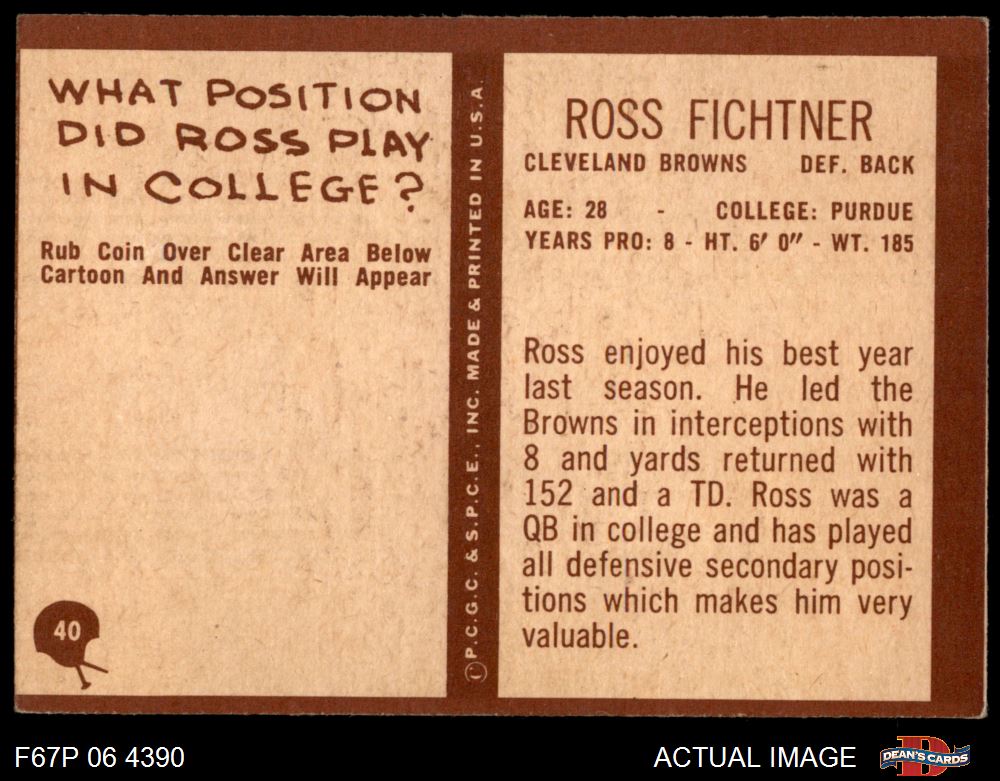 WHAT POSITION
DID ROSS PLAY
IN COLLEGE?
Rub Coin Over Clear Area Below
Cartoon And Answer Will Appear
40
©P.C.G.C. & S.P.C.E., INC. MADE & PRINTED IN U.S.A.
ROSS FICHTNER
CLEVELAND BROWNS DEF. BACK
AGE: 28 - COLLEGE: PURDUE
YEARS PRO: 8 - HT. 6' 0" - WT. 185
Ross enjoyed his best year
last season. He led the
Browns in interceptions with
8 and yards returned with
152 and a TD. Ross was a
QB in college and has played
all defensive secondary posi-
tions which makes him very
valuable.
F67P 06 4390
ACTUAL IMAGE
D
DEAN'S CARDS